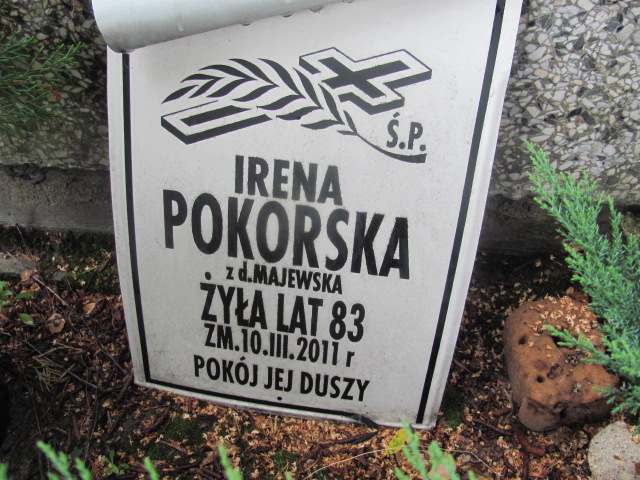 Ś.P.
IRENA
POKORSKA
z d.MAJEWSKA
ŻYŁA LAT 83
ZM.10.III.2011 r
POKÓJ JEJ DUSZY